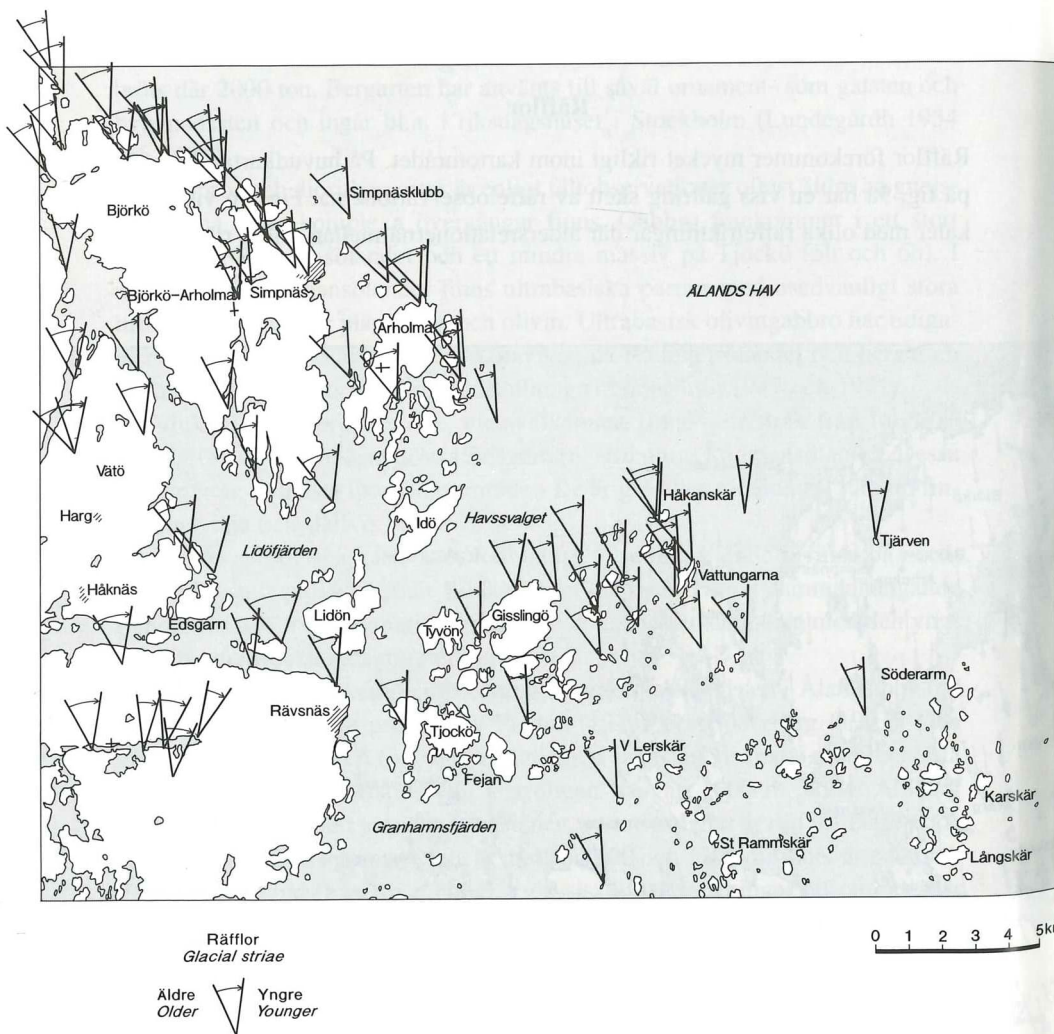 Björkö
Simpnäsklubb
Björkö–Arholma
Simpnäs
ÅLANDS HAV
Arholma
Vätö
Harg
Lidöfjärden
Idö
Havssvalget
Håkanskär
Tjärven
Håknäs
Vattungarna
Edsgarn
Lidön
Tyvön
Gisslingö
Söderarm
Rävsnäs
Tjockö
V Lerskär
Fejan
Karskär
Granhamnsfjärden
St Rammskär
Långskär
Räfflor
Glacial striae
0 1 2 3 4 5km
Äldre
Older
Yngre
Younger